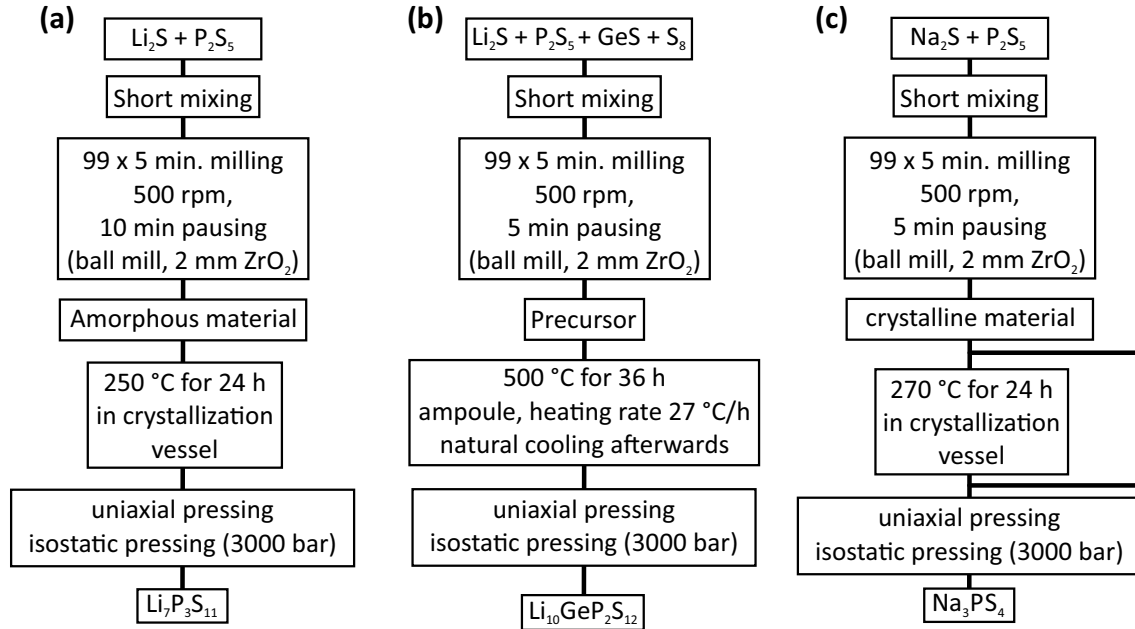 (a)
Li₂S + P₂S₅
Short mixing
99 x 5 min. milling
500 rpm,
10 min pausing
(ball mill, 2 mm ZrO₂)
Amorphous material
250 °C for 24 h
in crystallization
vessel
uniaxial pressing
isostatic pressing (3000 bar)
Li₇P₃S₁₁
(b)
Li₂S + P₂S₅ + GeS + S₈
Short mixing
99 x 5 min. milling
500 rpm,
5 min pausing
(ball mill, 2 mm ZrO₂)
Precursor
500 °C for 36 h
ampoule, heating rate 27 °C/h
natural cooling afterwards
uniaxial pressing
isostatic pressing (3000 bar)
Li₁₀GeP₂S₁₂
(c)
Na₂S + P₂S₅
Short mixing
99 x 5 min. milling
500 rpm,
5 min pausing
(ball mill, 2 mm ZrO₂)
crystalline material
270 °C for 24 h
in crystallization
vessel
uniaxial pressing
isostatic pressing (3000 bar)
Na₃PS₄